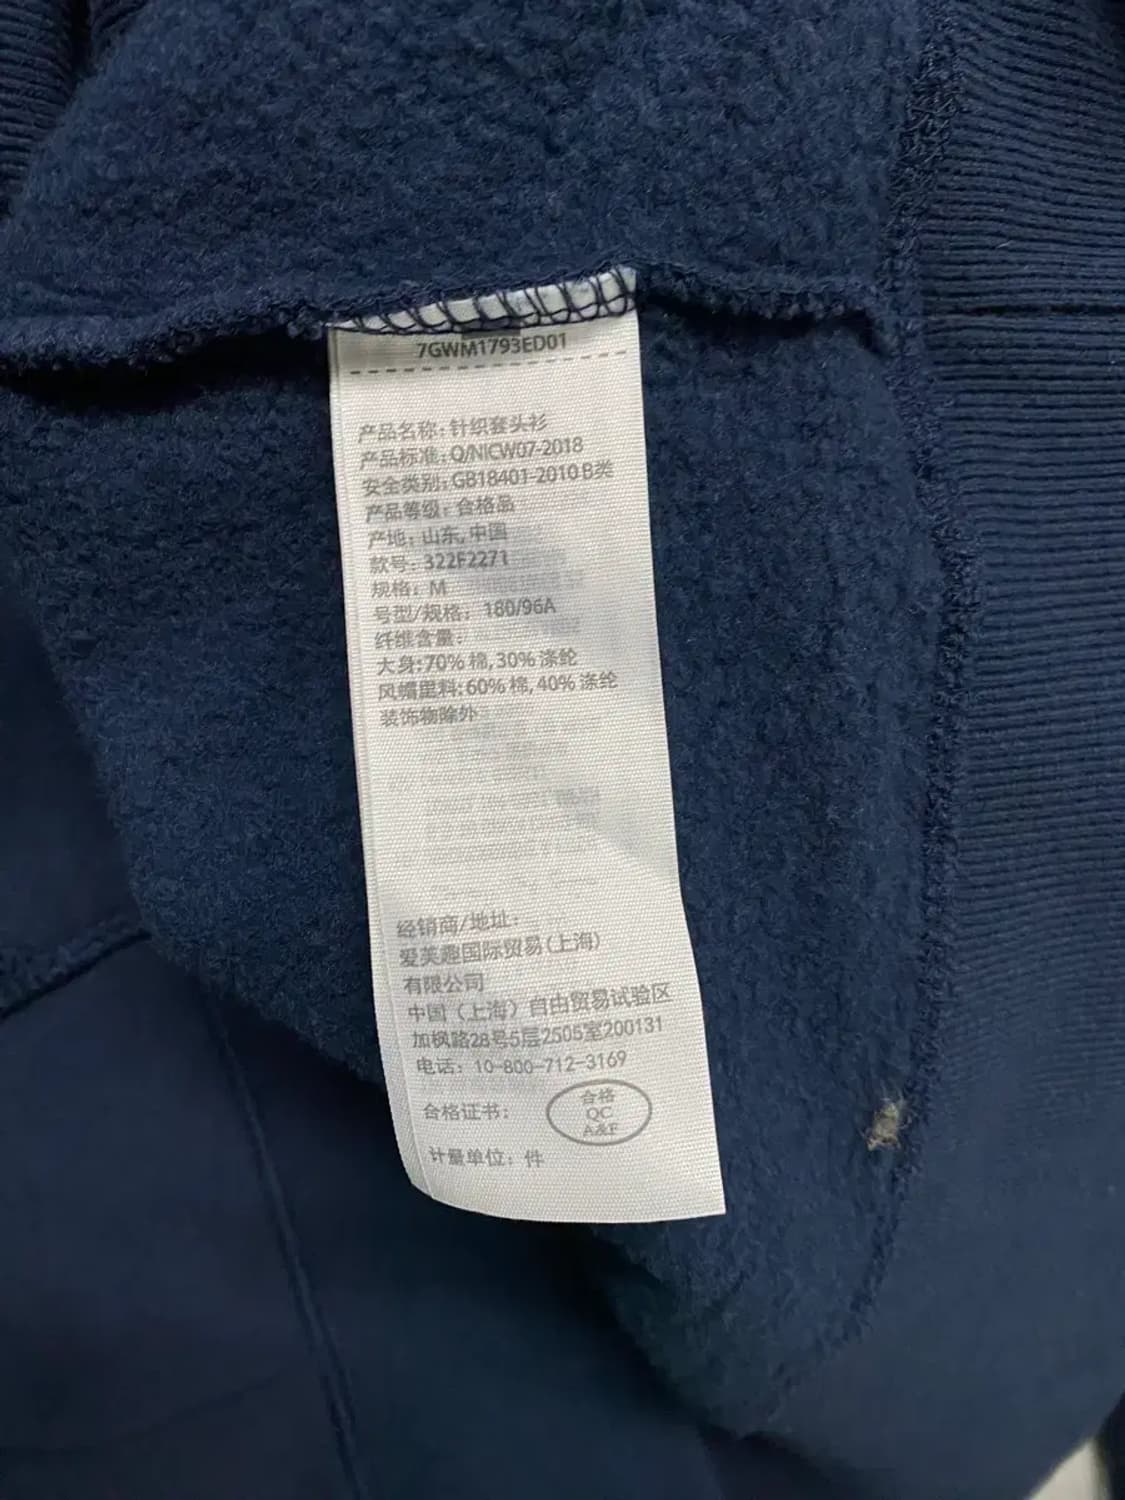 7GWM1793ED01
产品名称:针织套头衫
产品标准:Q/NICW07-2018
安全类别:GB18401-2010 B类
产品等级:合格品
产地:山东,中国
款号:322F2271
规格:M
号型/规格:180/96A
纤维含量:
大身:70%棉,30%涤纶
风帽里料:60%棉,40%涤纶
装饰物除外
经销商/地址:
爱芙趣国际贸易(上海)
有限公司
中国（上海）自由贸易试验区
加枫路28号5层2505室200131
电话：10-800-712-3169
合格证书：
合格
QC
A&F
计量单位：件